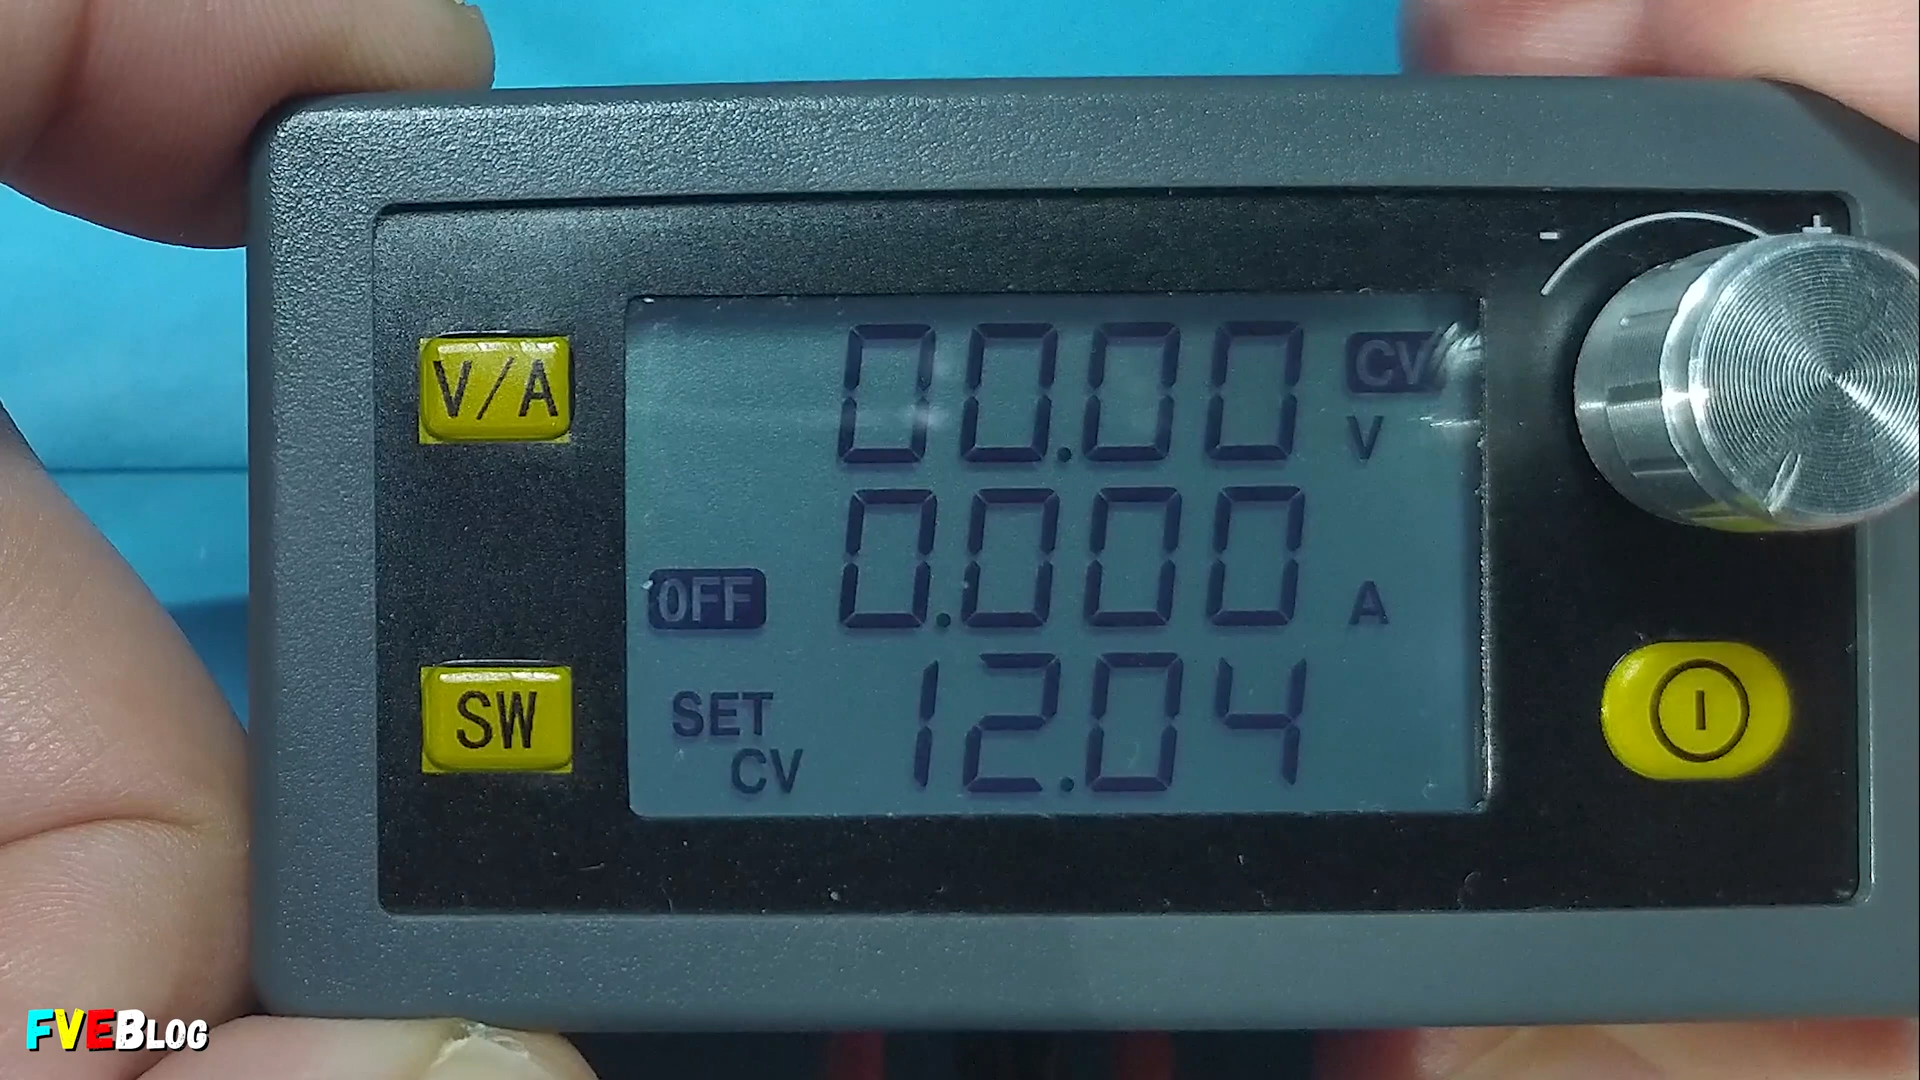 - +
V/A
00.00 CV V
OFF 0.000 A
SW
SET CV 12.04
FVEBLOG